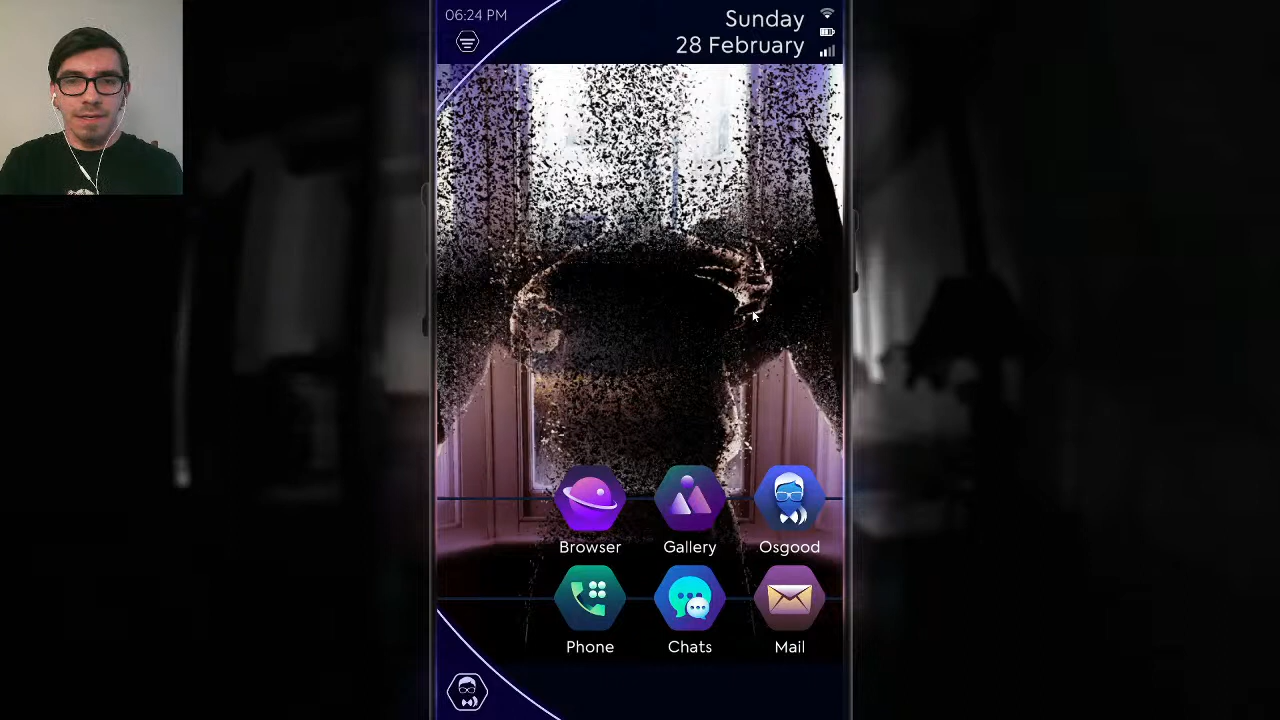 06:24 PM
Sunday
28 February
Browser
Gallery
Osgood
Phone
Chats
Mail